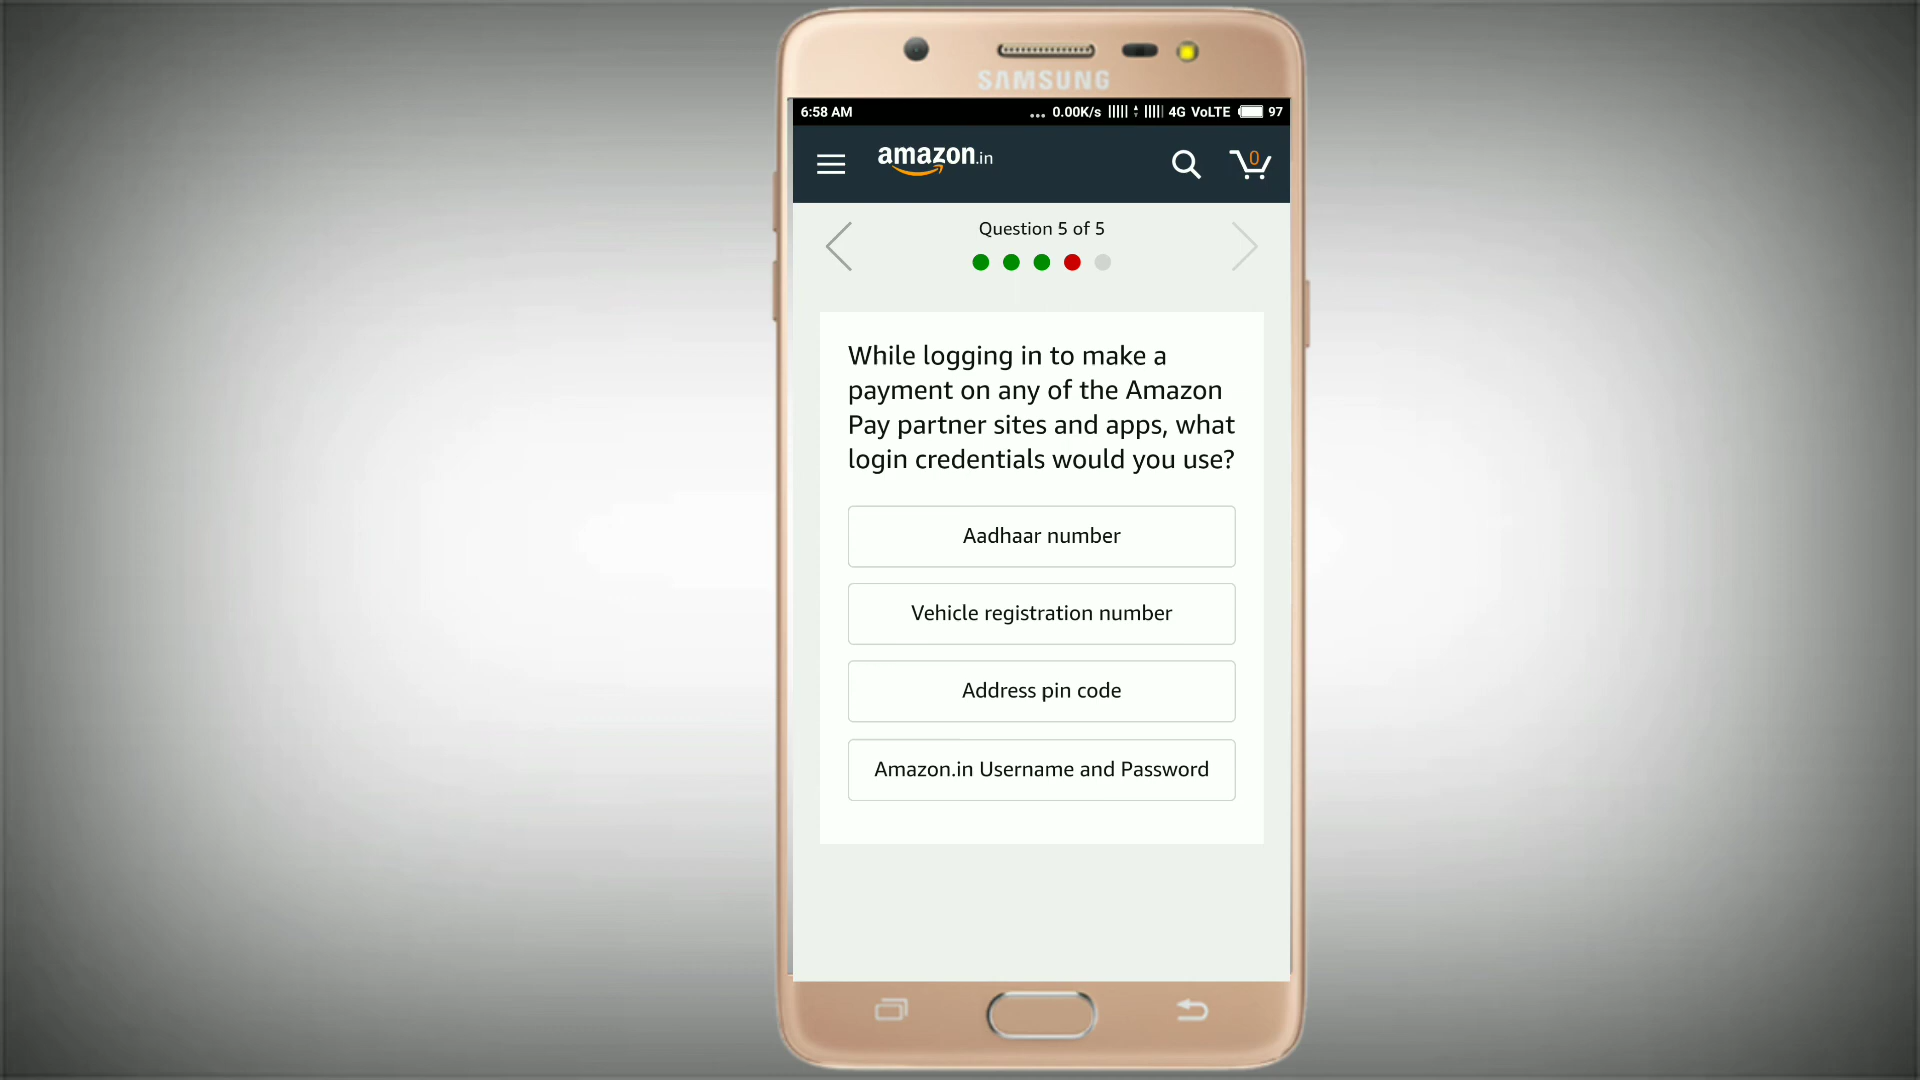 SAMSUNG
6:58 AM ... 0.00K/s 4G VoLTE 97
amazon.in 0
Question 5 of 5
While logging in to make a
payment on any of the Amazon
Pay partner sites and apps, what
login credentials would you use?
Aadhaar number
Vehicle registration number
Address pin code
Amazon.in Username and Password